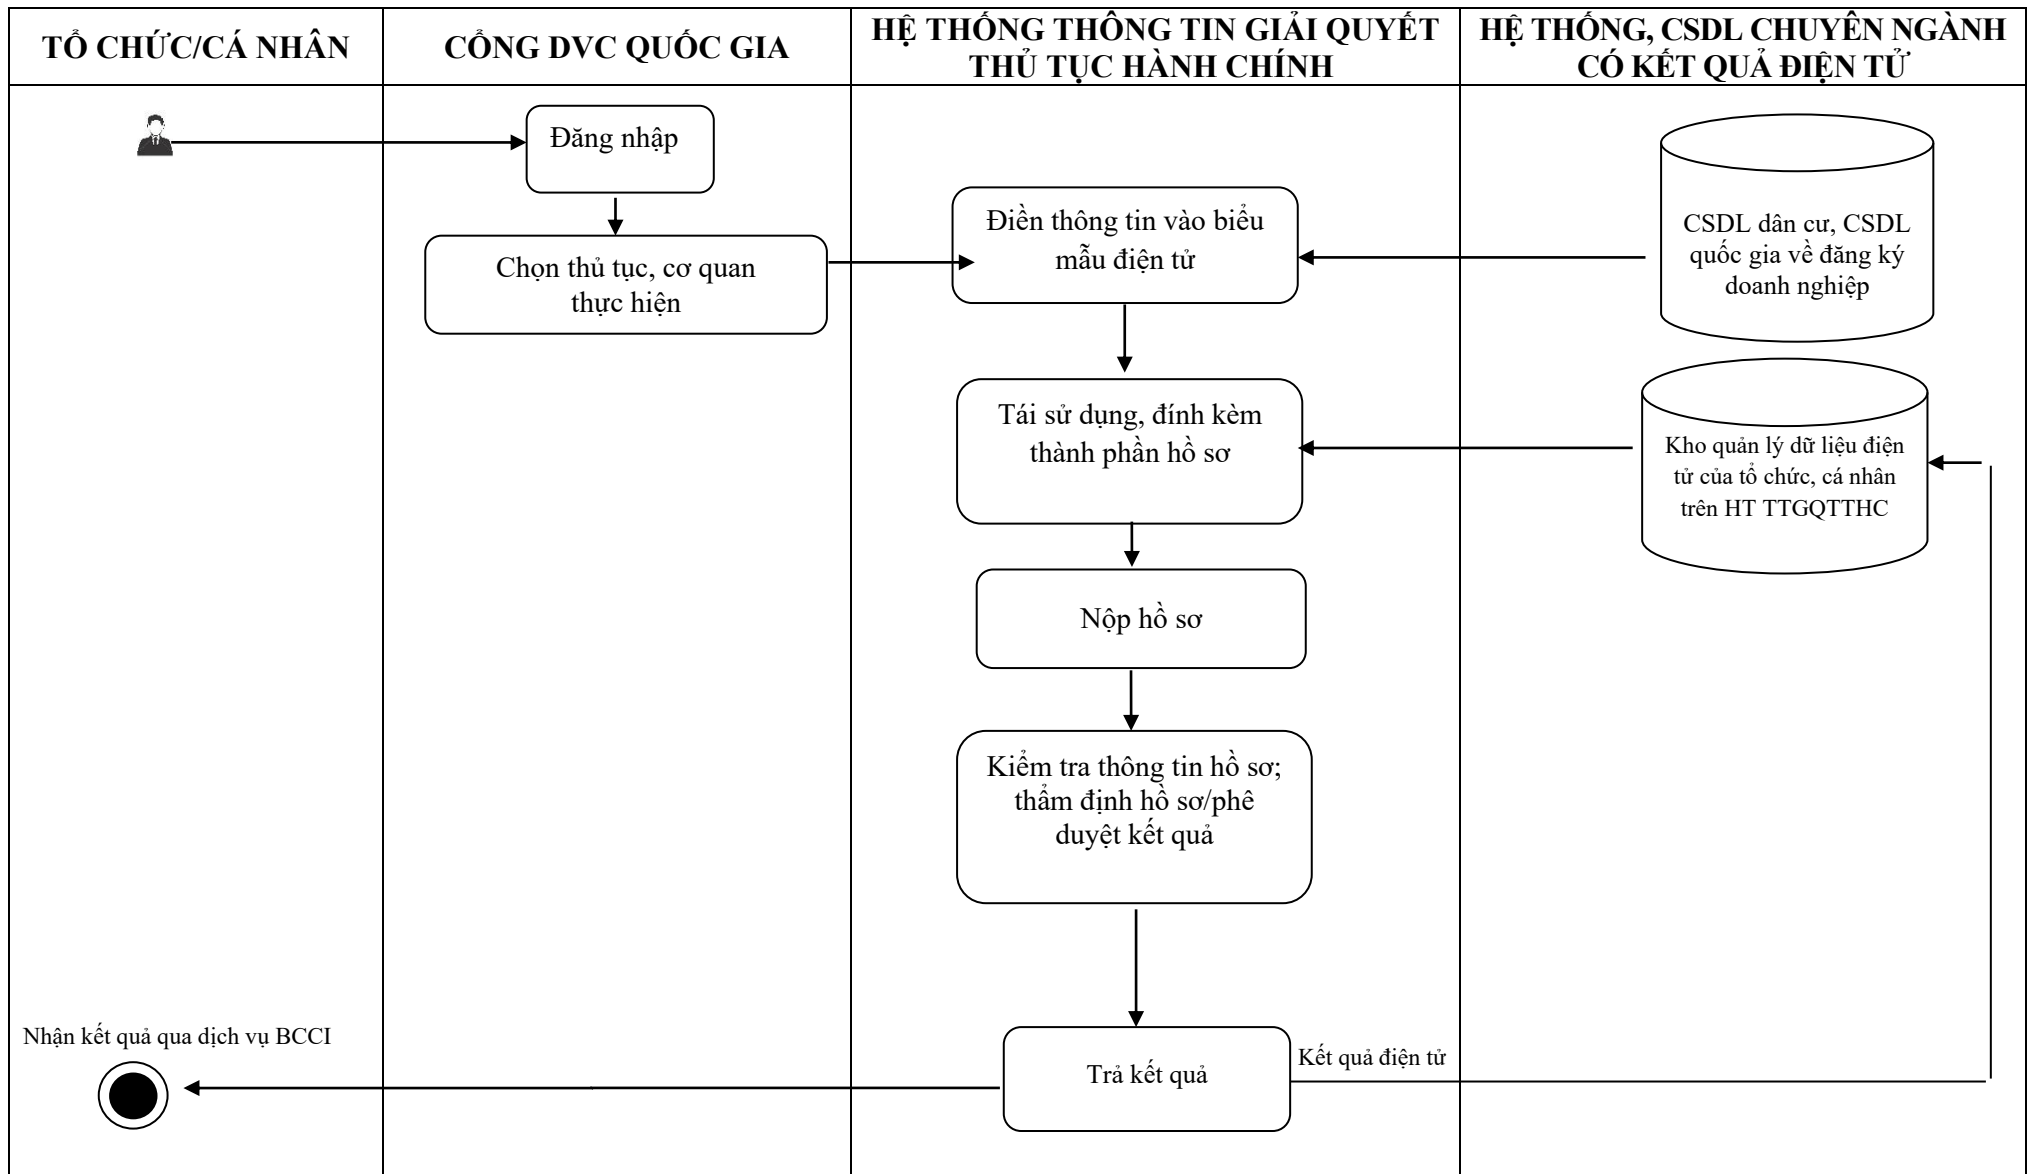 TỔ CHỨC/CÁ NHÂN
CỔNG DVC QUỐC GIA
HỆ THỐNG THÔNG TIN GIẢI QUYẾT
THỦ TỤC HÀNH CHÍNH
HỆ THỐNG, CSDL CHUYÊN NGÀNH
CÓ KẾT QUẢ ĐIỆN TỬ
Đăng nhập
Chọn thủ tục, cơ quan
thực hiện
Điền thông tin vào biểu
mẫu điện tử
CSDL dân cư, CSDL
quốc gia về đăng ký
doanh nghiệp
Tái sử dụng, đính kèm
thành phần hồ sơ
Kho quản lý dữ liệu điện
tử của tổ chức, cá nhân
trên HT TTGQTTHC
Nộp hồ sơ
Kiểm tra thông tin hồ sơ;
thẩm định hồ sơ/phê
duyệt kết quả
Nhận kết quả qua dịch vụ BCCI
Trả kết quả
Kết quả điện tử